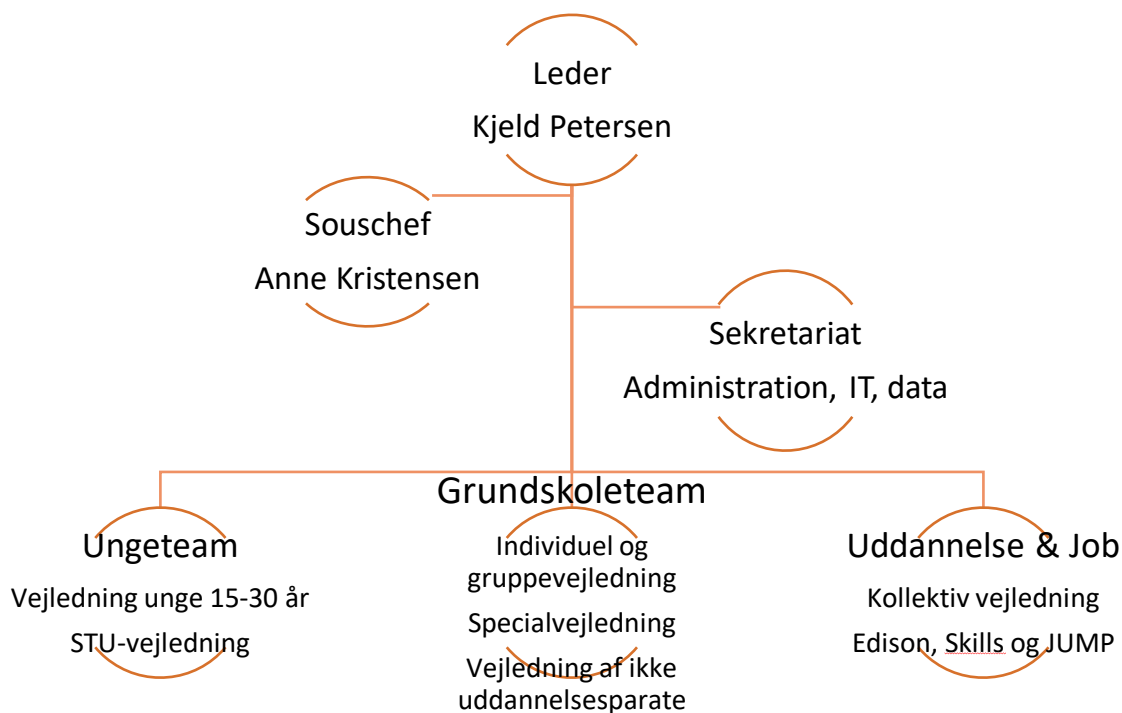 Leder
Kjeld Petersen
Souschef
Anne Kristensen
Sekretariat
Administration, IT, data
Ungeteam
Vejledning unge 15-30 år
STU-vejledning
Grundskoleteam
Individuel og
gruppevejledning
Specialvejledning
Vejledning af ikke
uddannelsesparate
Uddannelse & Job
Kollektiv vejledning
Edison, Skills og JUMP